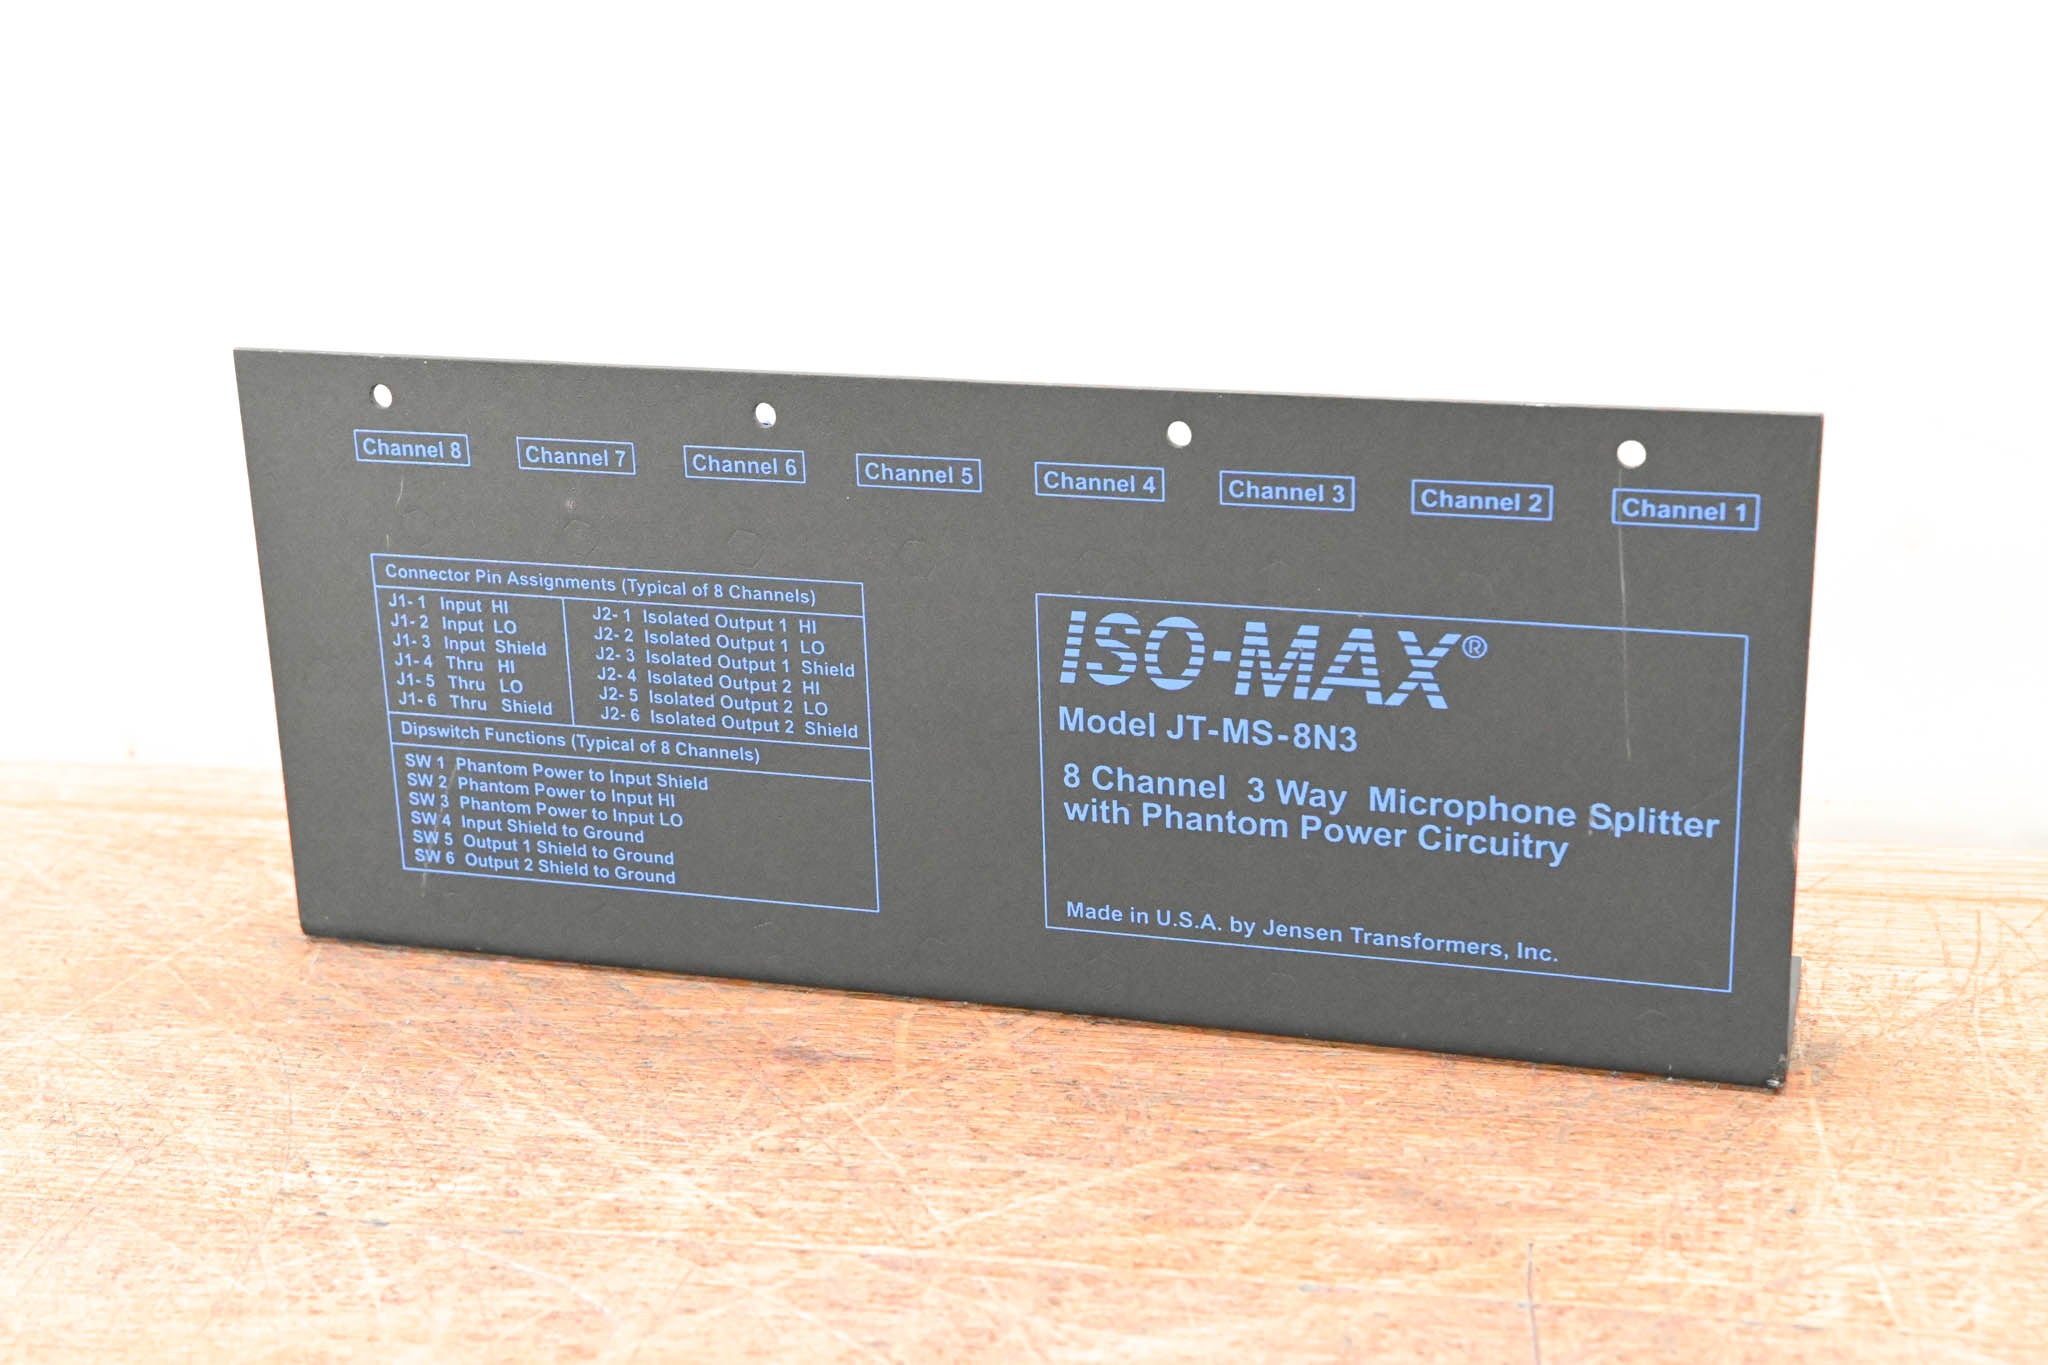 Channel 8
Channel 7
Channel 6
Channel 5
Channel 4
Channel 3
Channel 2
Channel 1
Connector Pin Assignments (Typical of 8 Channels)
J1- 1 Input HI
J1- 2 Input LO
J1- 3 Input Shield
J1- 4 Thru HI
J1- 5 Thru LO
J1- 6 Thru Shield
J2- 1 Isolated Output 1 HI
J2- 2 Isolated Output 1 LO
J2- 3 Isolated Output 1 Shield
J2- 4 Isolated Output 2 HI
J2- 5 Isolated Output 2 LO
J2- 6 Isolated Output 2 Shield
Dipswitch Functions (Typical of 8 Channels)
SW 1 Phantom Power to Input Shield
SW 2 Phantom Power to Input HI
SW 3 Phantom Power to Input LO
SW 4 Input Shield to Ground
SW 5 Output 1 Shield to Ground
SW 6 Output 2 Shield to Ground
ISO-MAX®
Model JT-MS-8N3
8 Channel 3 Way Microphone Splitter
with Phantom Power Circuitry
Made in U.S.A. by Jensen Transformers, Inc.